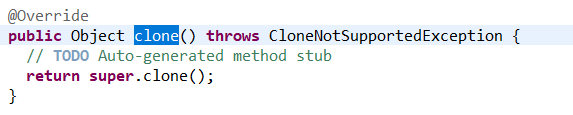 @Override
public Object clone() throws CloneNotSupportedException {
// TODO Auto-generated method stub
return super.clone();
}